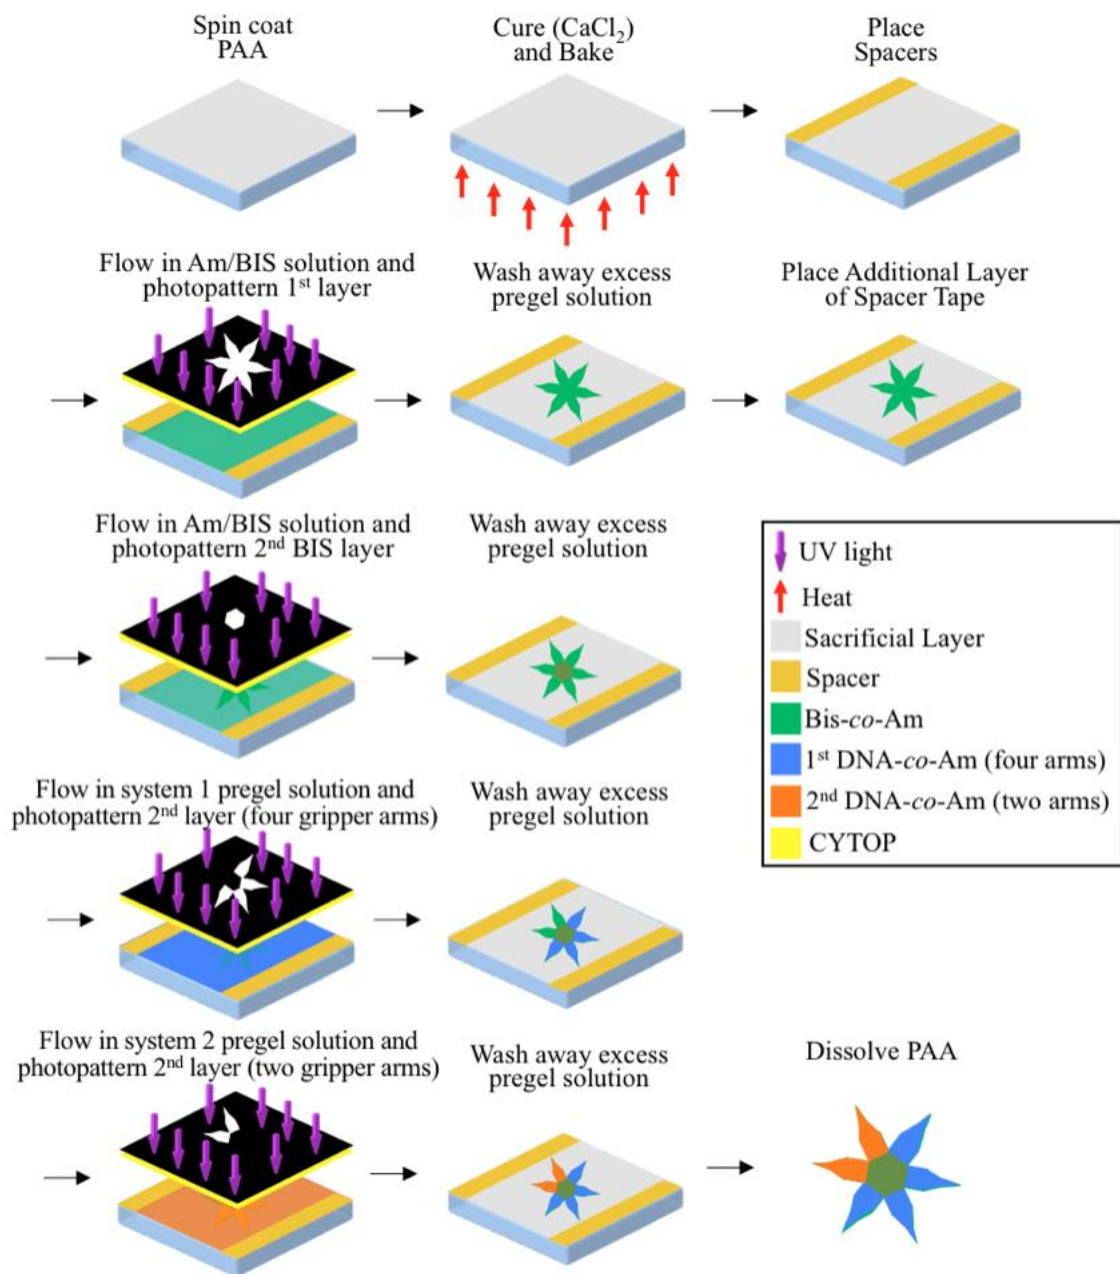 Spin coat
PAA
Cure (CaCl₂)
and Bake
Place
Spacers
Flow in Am/BIS solution and
photopattern 1ˢᵗ layer
Wash away excess
pregel solution
Place Additional Layer
of Spacer Tape
Flow in Am/BIS solution and
photopattern 2ⁿᵈ BIS layer
Wash away excess
pregel solution
UV light
Heat
Sacrificial Layer
Spacer
Bis-co-Am
1ˢᵗ DNA-co-Am (four arms)
2ⁿᵈ DNA-co-Am (two arms)
CYTOP
Flow in system 1 pregel solution and
photopattern 2ⁿᵈ layer (four gripper arms)
Wash away excess
pregel solution
Flow in system 2 pregel solution and
photopattern 2ⁿᵈ layer (two gripper arms)
Wash away excess
pregel solution
Dissolve PAA